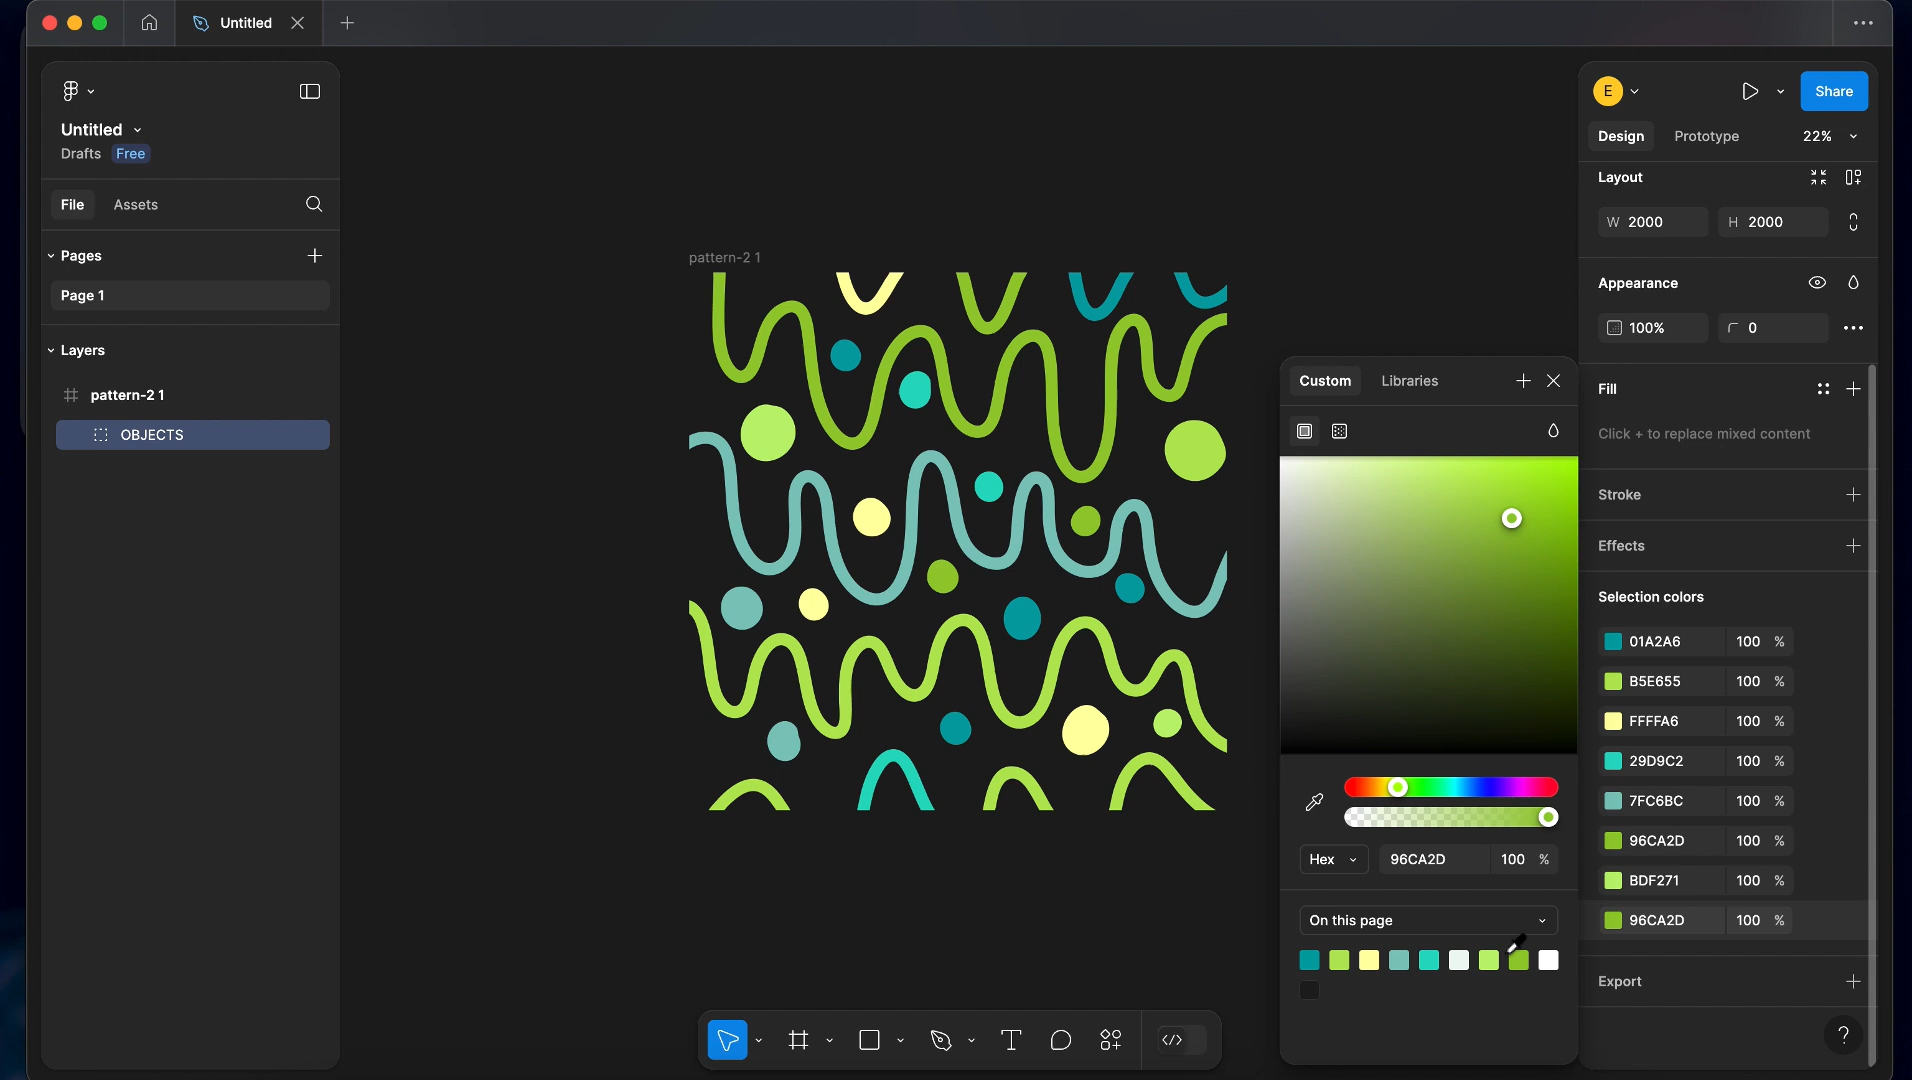 Untitled
E
Share
Untitled
Drafts Free
Design Prototype 22%
File Assets
Layout
W 2000 H 2000
Pages
Page 1
Appearance
100% 0
Layers
pattern-2 1
OBJECTS
pattern-2 1
Custom Libraries
Fill
Click + to replace mixed content
Stroke
Effects
Selection colors
01A2A6 100 %
B5E655 100 %
FFFFA6 100 %
29D9C2 100 %
7FC6BC 100 %
96CA2D 100 %
BDF271 100 %
96CA2D 100 %
Hex 96CA2D 100 %
On this page
Export
T
</>
?